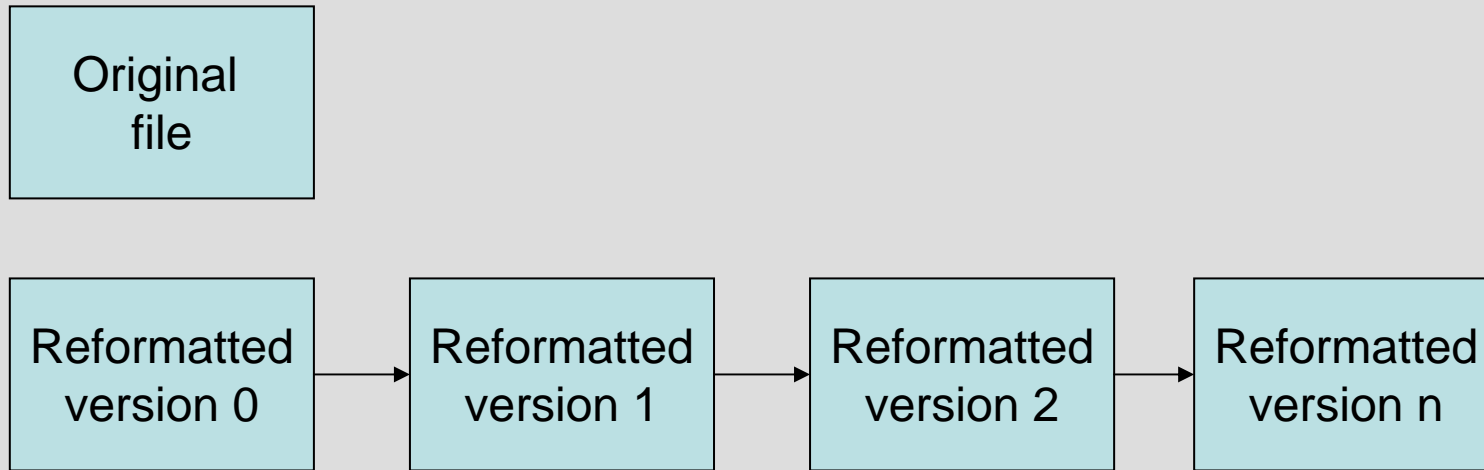 Original
file
Reformatted
version 0
Reformatted
version 1
Reformatted
version 2
Reformatted
version n